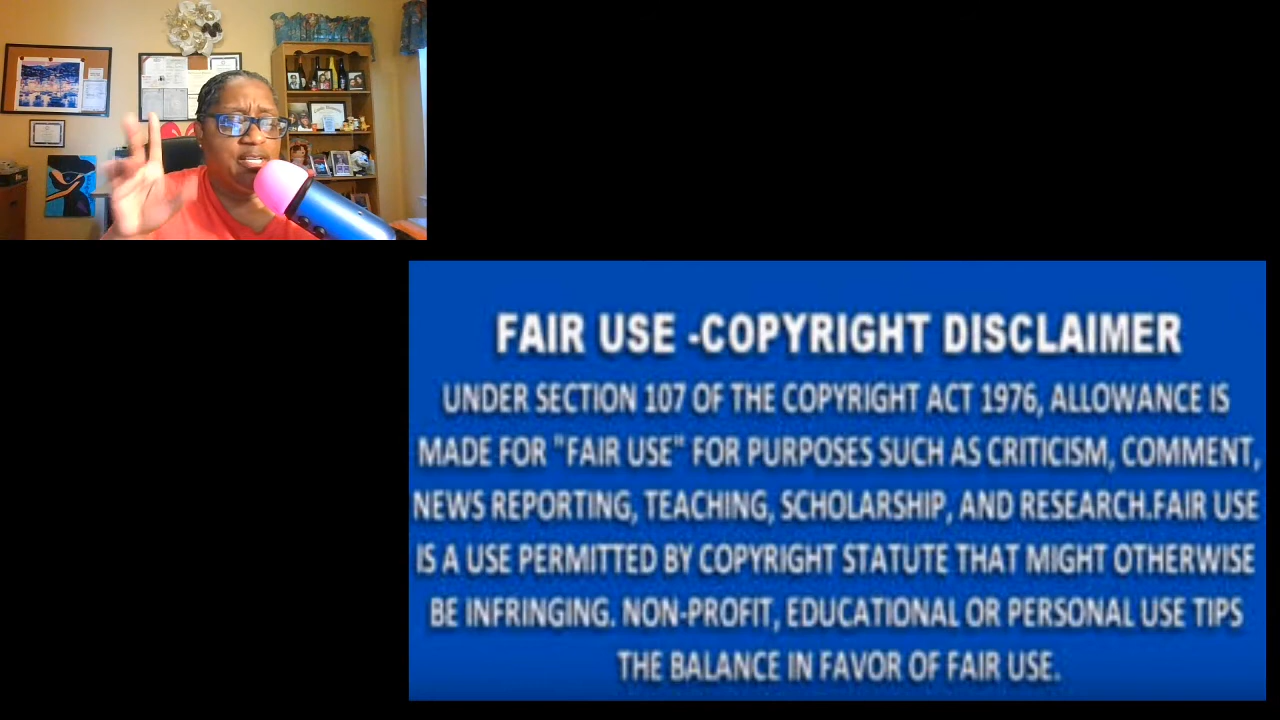 FAIR USE -COPYRIGHT DISCLAIMER
UNDER SECTION 107 OF THE COPYRIGHT ACT 1976, ALLOWANCE IS
MADE FOR "FAIR USE" FOR PURPOSES SUCH AS CRITICISM, COMMENT,
NEWS REPORTING, TEACHING, SCHOLARSHIP, AND RESEARCH.FAIR USE
IS A USE PERMITTED BY COPYRIGHT STATUTE THAT MIGHT OTHERWISE
BE INFRINGING. NON-PROFIT, EDUCATIONAL OR PERSONAL USE TIPS
THE BALANCE IN FAVOR OF FAIR USE.